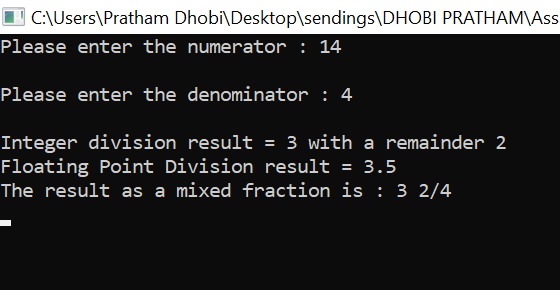 C:\Users\Pratham Dhobi\Desktop\sendings\DHOBI PRATHAM\Ass
Please enter the numerator : 14
Please enter the denominator : 4
Integer division result = 3 with a remainder 2
Floating Point Division result = 3.5
The result as a mixed fraction is : 3 2/4